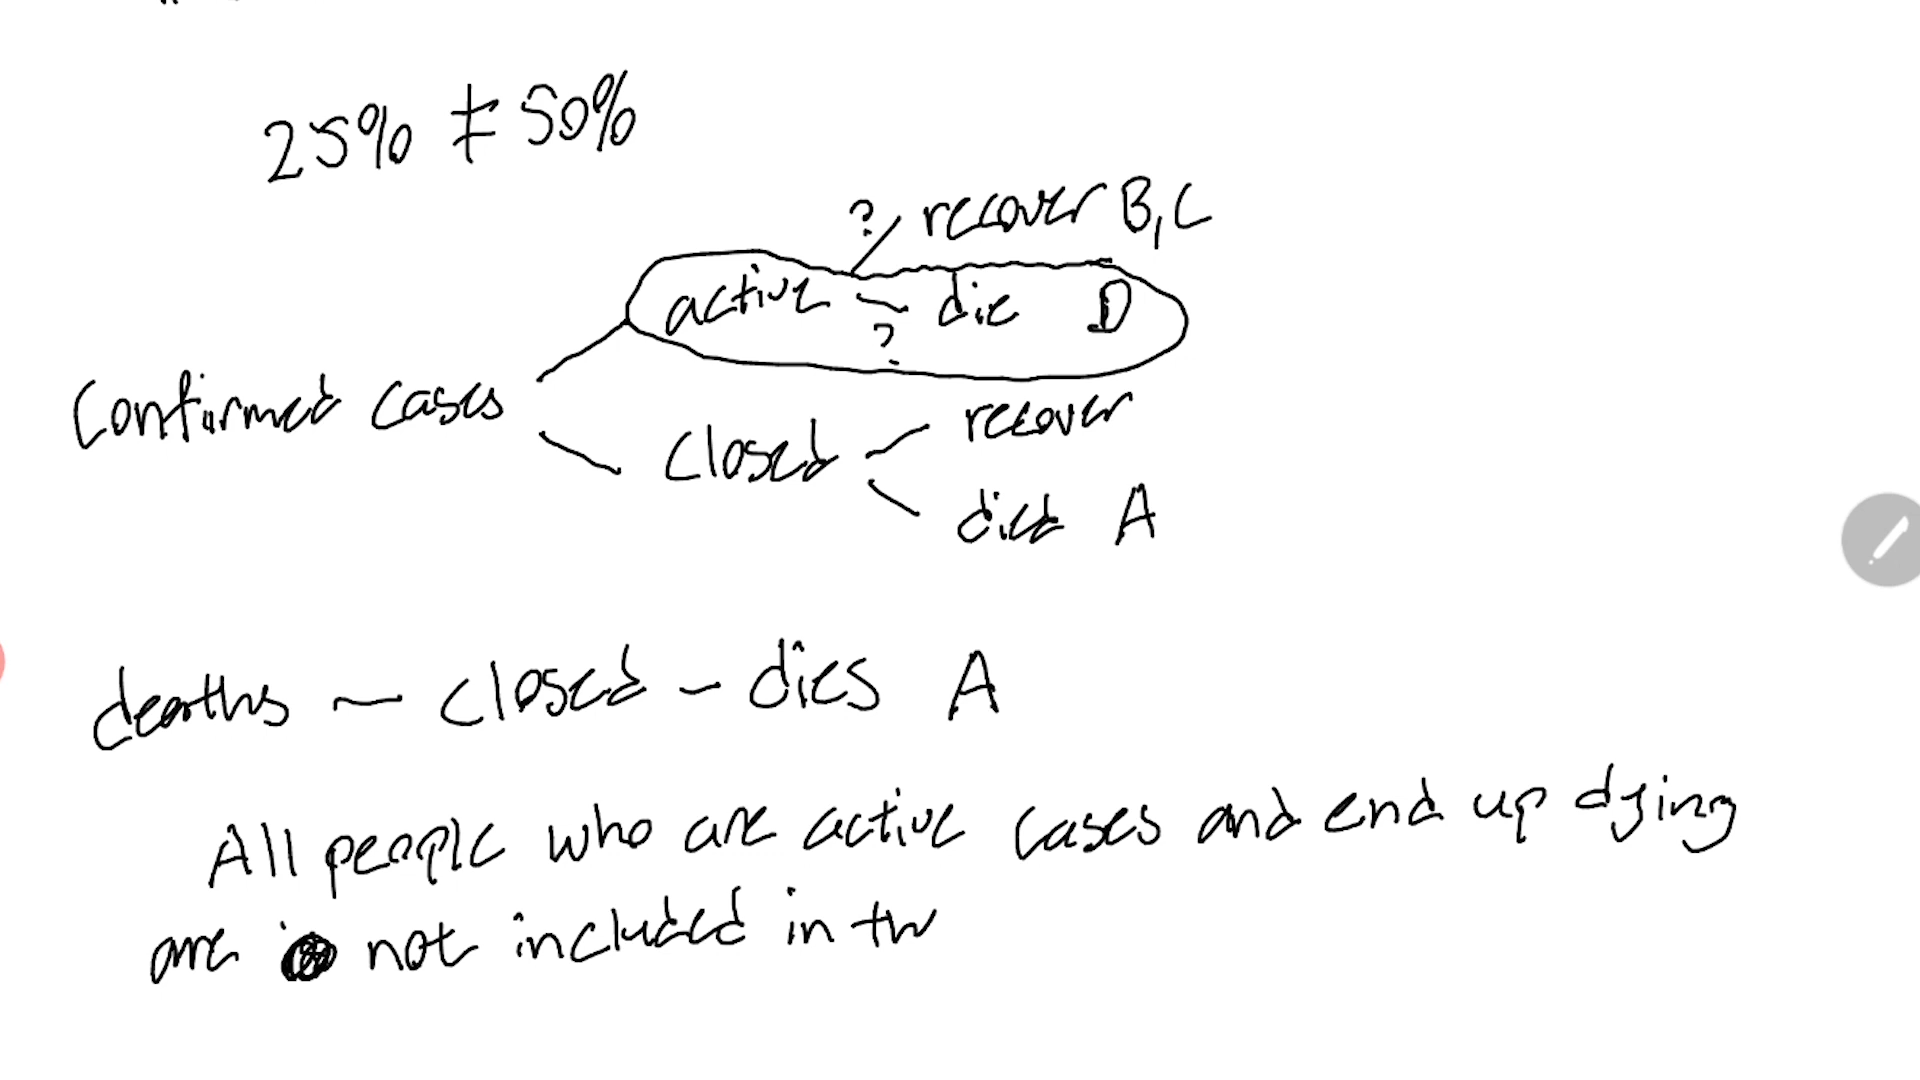 25% ≠ 50%
? recover B, C
active die D
?
Confirmed cases
recover
closed
died A
deaths - closed - dies A
All people who are active cases and end up dying
are not included in the